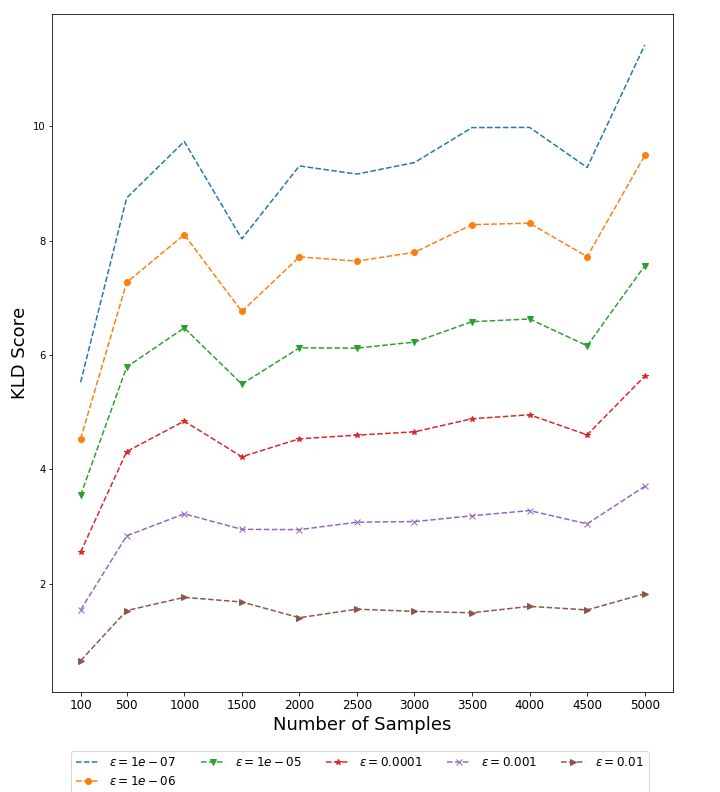 10
8
6
4
2
KLD Score
100 500 1000 1500 2000 2500 3000 3500 4000 4500 5000
Number of Samples
ε = 1e − 07 ε = 1e − 05 ε = 0.0001 ε = 0.001 ε = 0.01
ε = 1e − 06